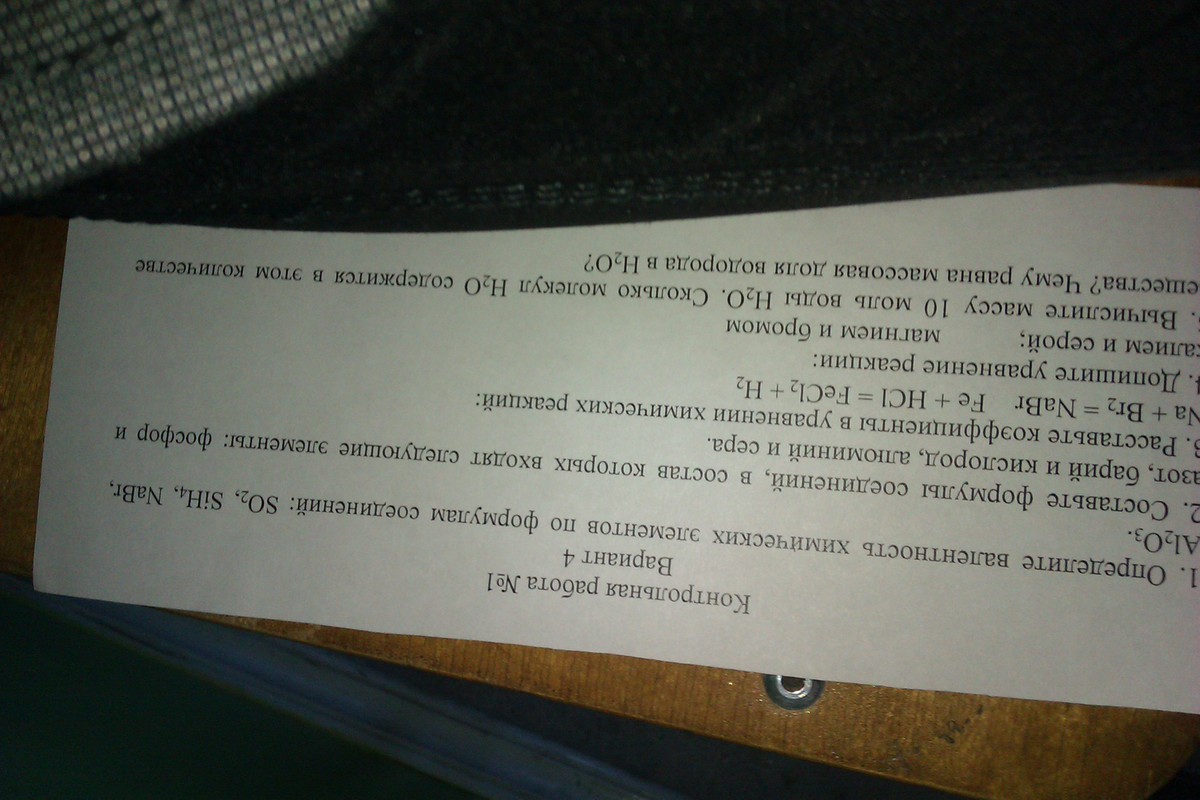 Контрольная работа №1
Вариант 4
1. Определите валентность химических элементов по формулам соединений: SO₂, SiH₄, NaBr,
Al₂O₃.
2. Составьте формулы соединений, в состав которых входят следующие элементы: фосфор и
азот, барий и кислород, алюминий и сера.
3. Расставьте коэффициенты в уравнении химических реакций:
Na + Br₂ = NaBr Fe + HCl = FeCl₂ + H₂
4. Допишите уравнение реакции:
калием и серой; магнием и бромом
. Вычислите массу 10 моль воды H₂O. Сколько молекул H₂O содержится в этом количестве
ещества? Чему равна массовая доля водорода в H₂O?